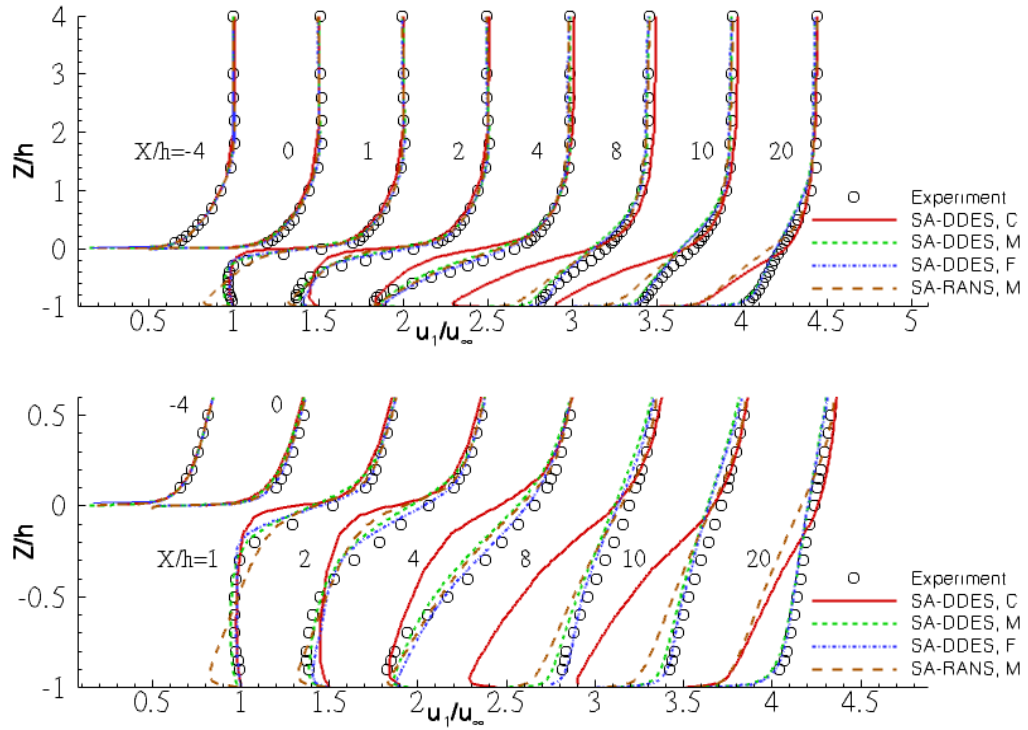 4
3
2
1
0
-1
Z/h
X/h=-4 0 1 2 4 8 10 20
Experiment
SA-DDES, C
SA-DDES, M
SA-DDES, F
SA-RANS, M
0.5 1 1.5 2 2.5 3 3.5 4 4.5 5
u₁/u∞
0.5
0
-0.5
-1
Z/h
-4 0
X/h=1 2 4 8 10 20
Experiment
SA-DDES, C
SA-DDES, M
SA-DDES, F
SA-RANS, M
0.5 1 1.5 2 2.5 3 3.5 4 4.5
u₁/u∞